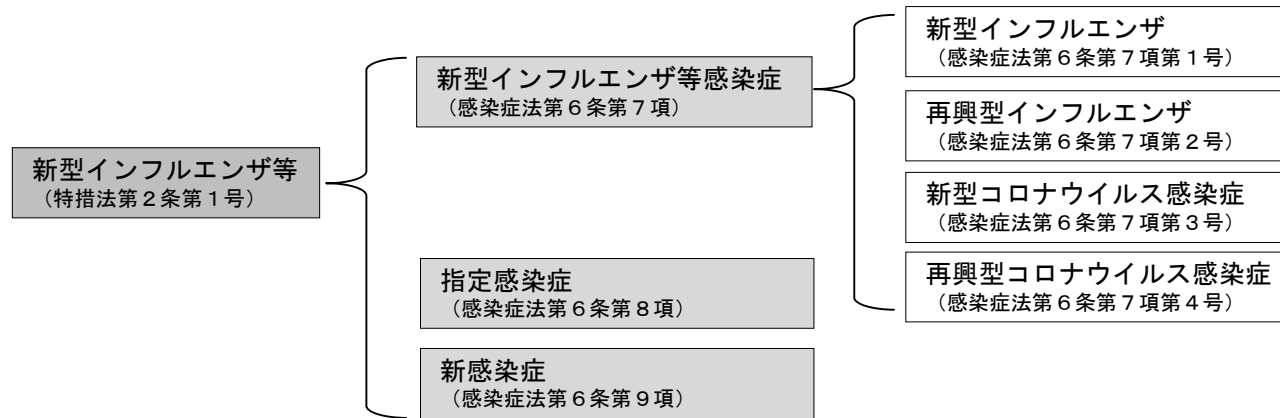 新型インフルエンザ等
（特措法第２条第１号）
新型インフルエンザ等感染症
（感染症法第６条第７項）
指定感染症
（感染症法第６条第８項）
新感染症
（感染症法第６条第９項）
新型インフルエンザ
（感染症法第６条第７項第１号）
再興型インフルエンザ
（感染症法第６条第７項第２号）
新型コロナウイルス感染症
（感染症法第６条第７項第３号）
再興型コロナウイルス感染症
（感染症法第６条第７項第４号）